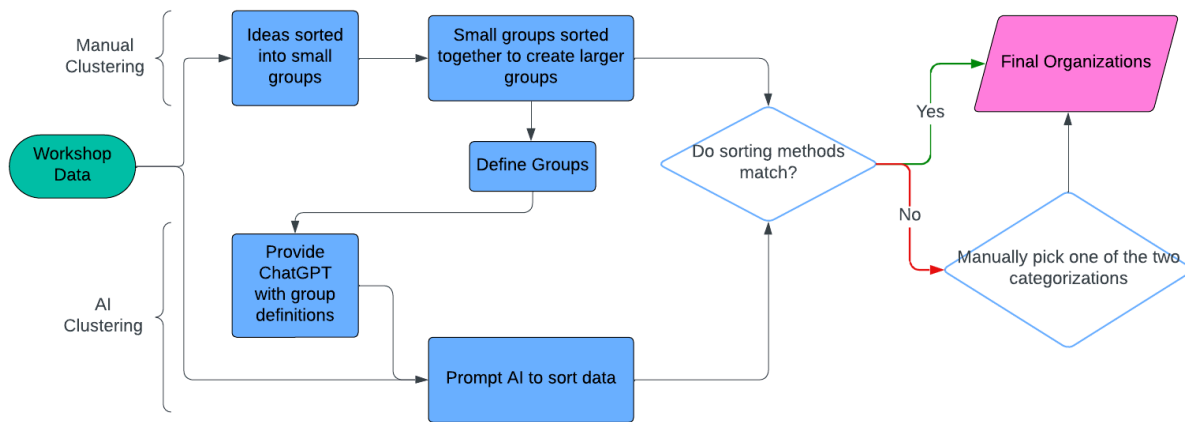 Manual
Clustering
Ideas sorted
into small
groups
Small groups sorted
together to create larger
groups
Final Organizations
Yes
Workshop
Data
Define Groups
Do sorting methods
match?
No
Provide
ChatGPT
with group
definitions
Manually pick one of the two
categorizations
AI
Clustering
Prompt AI to sort data